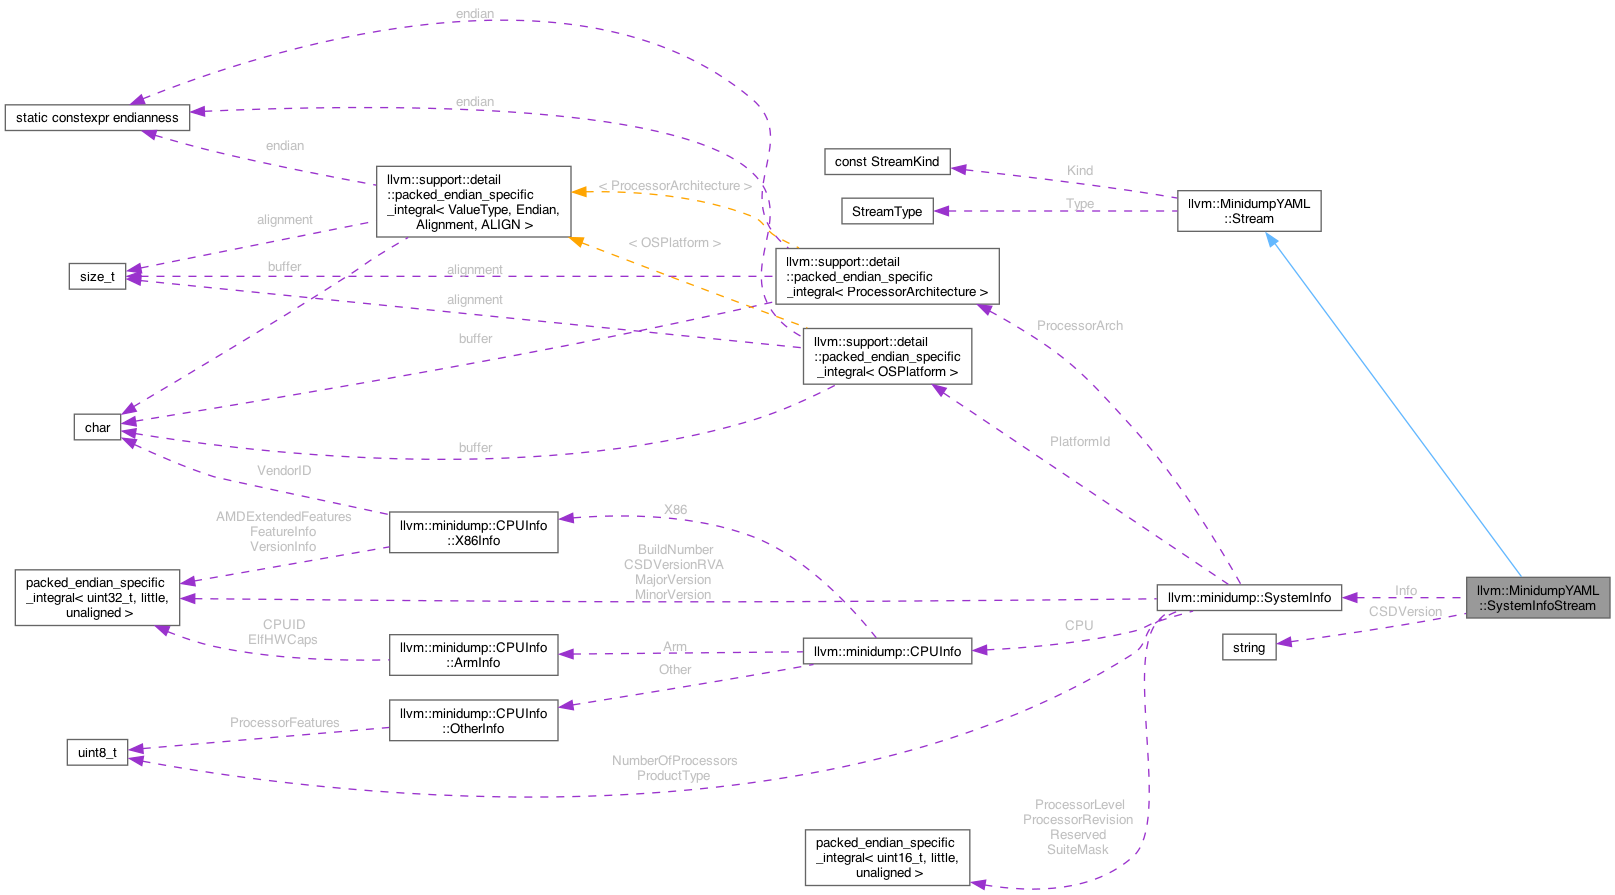 endian
endian
static constexpr endianness
endian
const StreamKind
Kind
llvm::support::detail
::packed_endian_specific
_integral< ValueType, Endian,
Alignment, ALIGN >
< ProcessorArchitecture >
llvm::MinidumpYAML
::Stream
StreamType
Type
alignment
< OSPlatform >
size_t
buffer
alignment
llvm::support::detail
::packed_endian_specific
_integral< ProcessorArchitecture >
alignment
ProcessorArch
buffer
llvm::support::detail
::packed_endian_specific
_integral< OSPlatform >
char
buffer
PlatformId
VendorID
AMDExtendedFeatures
FeatureInfo
VersionInfo
llvm::minidump::CPUInfo
::X86Info
X86
BuildNumber
CSDVersionRVA
MajorVersion
MinorVersion
packed_endian_specific
_integral< uint32_t, little,
unaligned >
llvm::minidump::SystemInfo
Info
llvm::MinidumpYAML
::SystemInfoStream
CSDVersion
CPUID
ElfHWCaps
llvm::minidump::CPUInfo
::ArmInfo
Arm
llvm::minidump::CPUInfo
CPU
string
Other
llvm::minidump::CPUInfo
::OtherInfo
ProcessorFeatures
uint8_t
NumberOfProcessors
ProductType
ProcessorLevel
ProcessorRevision
Reserved
SuiteMask
packed_endian_specific
_integral< uint16_t, little,
unaligned >